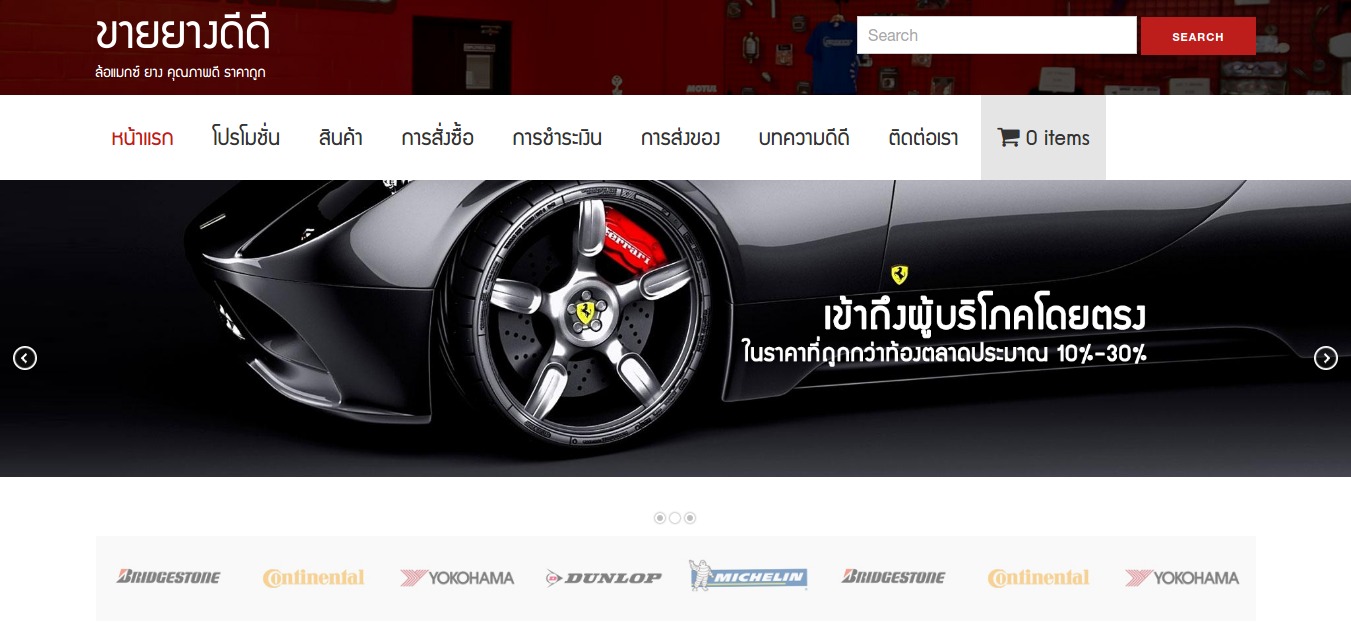 ขายยางดีดี
ล้อแมกซ์ ยาง คุณภาพดี ราคาถูก
Search
SEARCH
MOTUL
หน้าแรก
โปรโมชั่น
สินค้า
การสั่งซื้อ
การชำระเงิน
การส่งของ
บทความดีดี
ติดต่อเรา
0 items
Ferrari
เข้าถึงผู้บริโภคโดยตรง
ในราคาที่ถูกกว่าท้องตลาดประมาณ 10%-30%
BRIDGESTONE
Continental
YOKOHAMA
DUNLOP
MICHELIN
BRIDGESTONE
Continental
YOKOHAMA